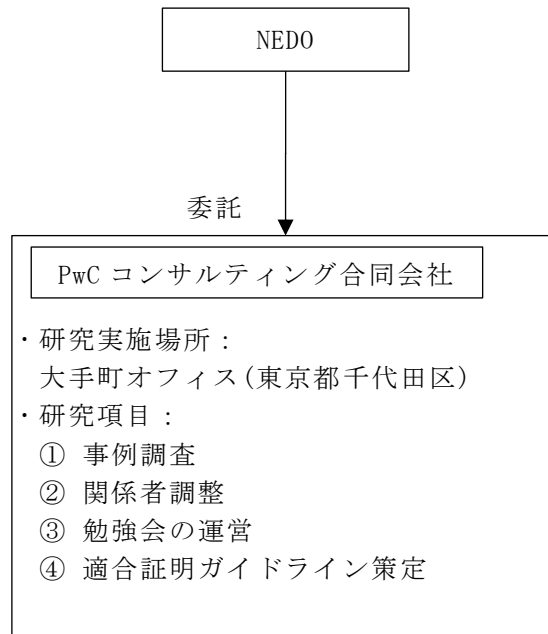 NEDO
委託
PwC コンサルティング合同会社
・研究実施場所：
大手町オフィス(東京都千代田区)
・研究項目：
① 事例調査
② 関係者調整
③ 勉強会の運営
④ 適合証明ガイドライン策定